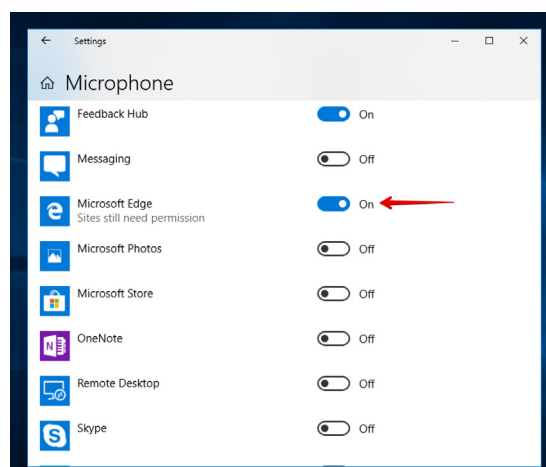 Settings
Microphone
Feedback Hub On
Messaging Off
Microsoft Edge On
Sites still need permission
Microsoft Photos Off
Microsoft Store Off
N
OneNote Off
Remote Desktop Off
S
Skype Off